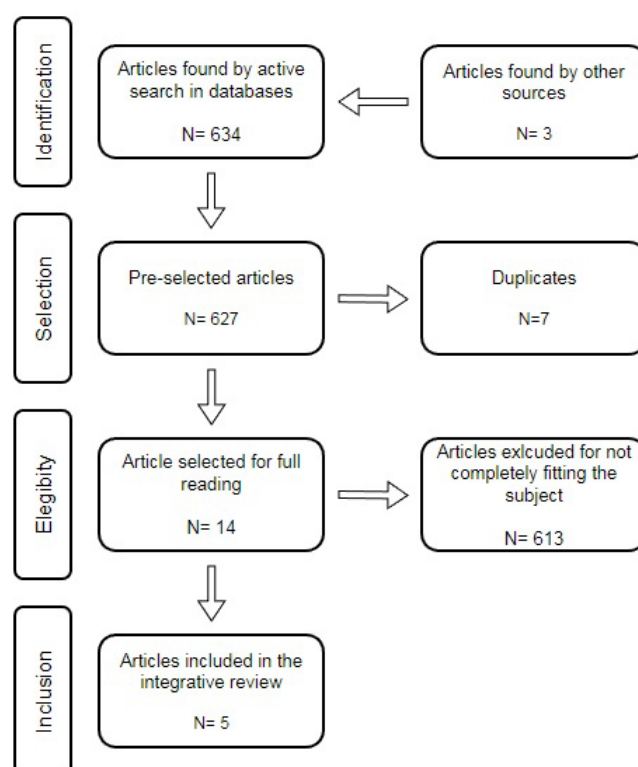 Identification
Articles found by active
search in databases
N= 634
Articles found by other
sources
N= 3
Selection
Pre-selected articles
N= 627
Duplicates
N=7
Elegibity
Article selected for full
reading
N= 14
Articles exlcuded for not
completely fitting the
subject
N= 613
Inclusion
Articles included in the
integrative review
N= 5